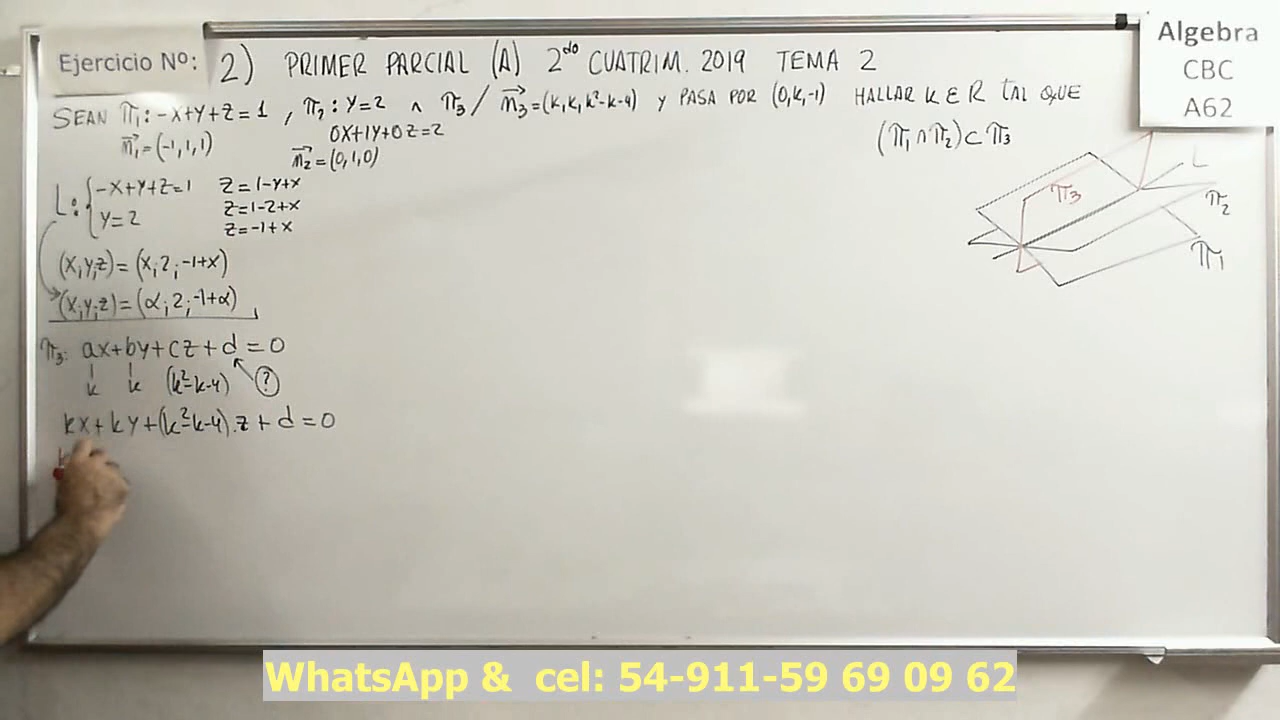 Ejercicio Nº: 2) PRIMER PARCIAL (A) 2do CUATRIM. 2019 TEMA 2
Algebra
CBC
A62
SEAN π1: -X+Y+Z=1 , π2: Y=2 ∧ π3 / n3=(k,k,k²-k-4) Y PASA POR (0,k,-1) HALLAR K ∈ R TAL QUE
n1=(-1,1,1)
0X+1Y+0Z=2
n2=(0,1,0)
(π1∩π2)⊂π3
L: {-X+Y+Z=1
Y=2
Z=1-Y+X
Z=1-2+X
Z=-1+X
(X,Y,Z)=(X;2;-1+X)
(X;Y;Z)=(α;2;-1+α)
π3: ax+by+cz+d=0
k k (k²-k-4) ?
kx+ky+(k²-k-4).z+d=0
L
π3
π2
π1
WhatsApp & cel: 54-911-59 69 09 62